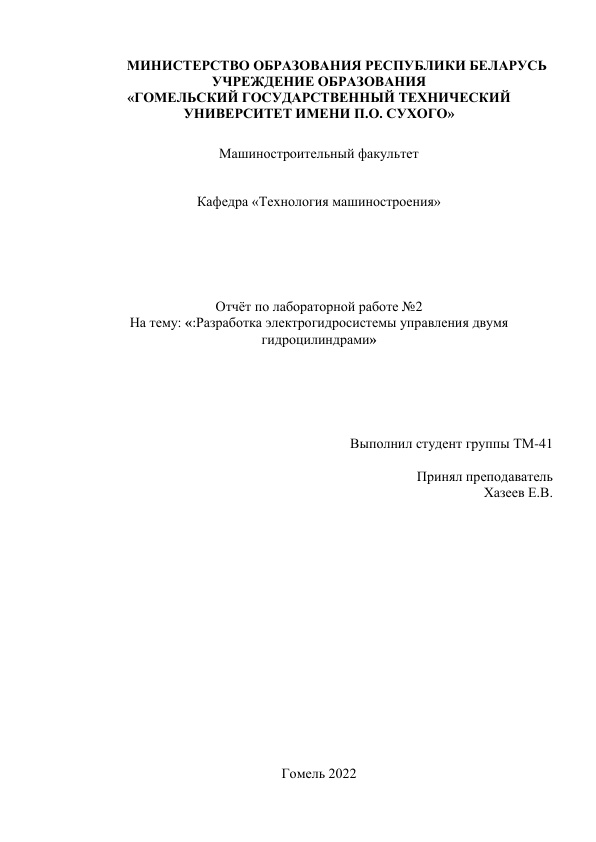 МИНИСТЕРСТВО ОБРАЗОВАНИЯ РЕСПУБЛИКИ БЕЛАРУСЬ
УЧРЕЖДЕНИЕ ОБРАЗОВАНИЯ
«ГОМЕЛЬСКИЙ ГОСУДАРСТВЕННЫЙ ТЕХНИЧЕСКИЙ
УНИВЕРСИТЕТ ИМЕНИ П.О. СУХОГО»
Машиностроительный факультет
Кафедра «Технология машиностроения»
Отчёт по лабораторной работе №2
На тему: «:Разработка электрогидросистемы управления двумя
гидроцилиндрами»
Выполнил студент группы ТМ-41
Принял преподаватель
Хазеев Е.В.
Гомель 2022